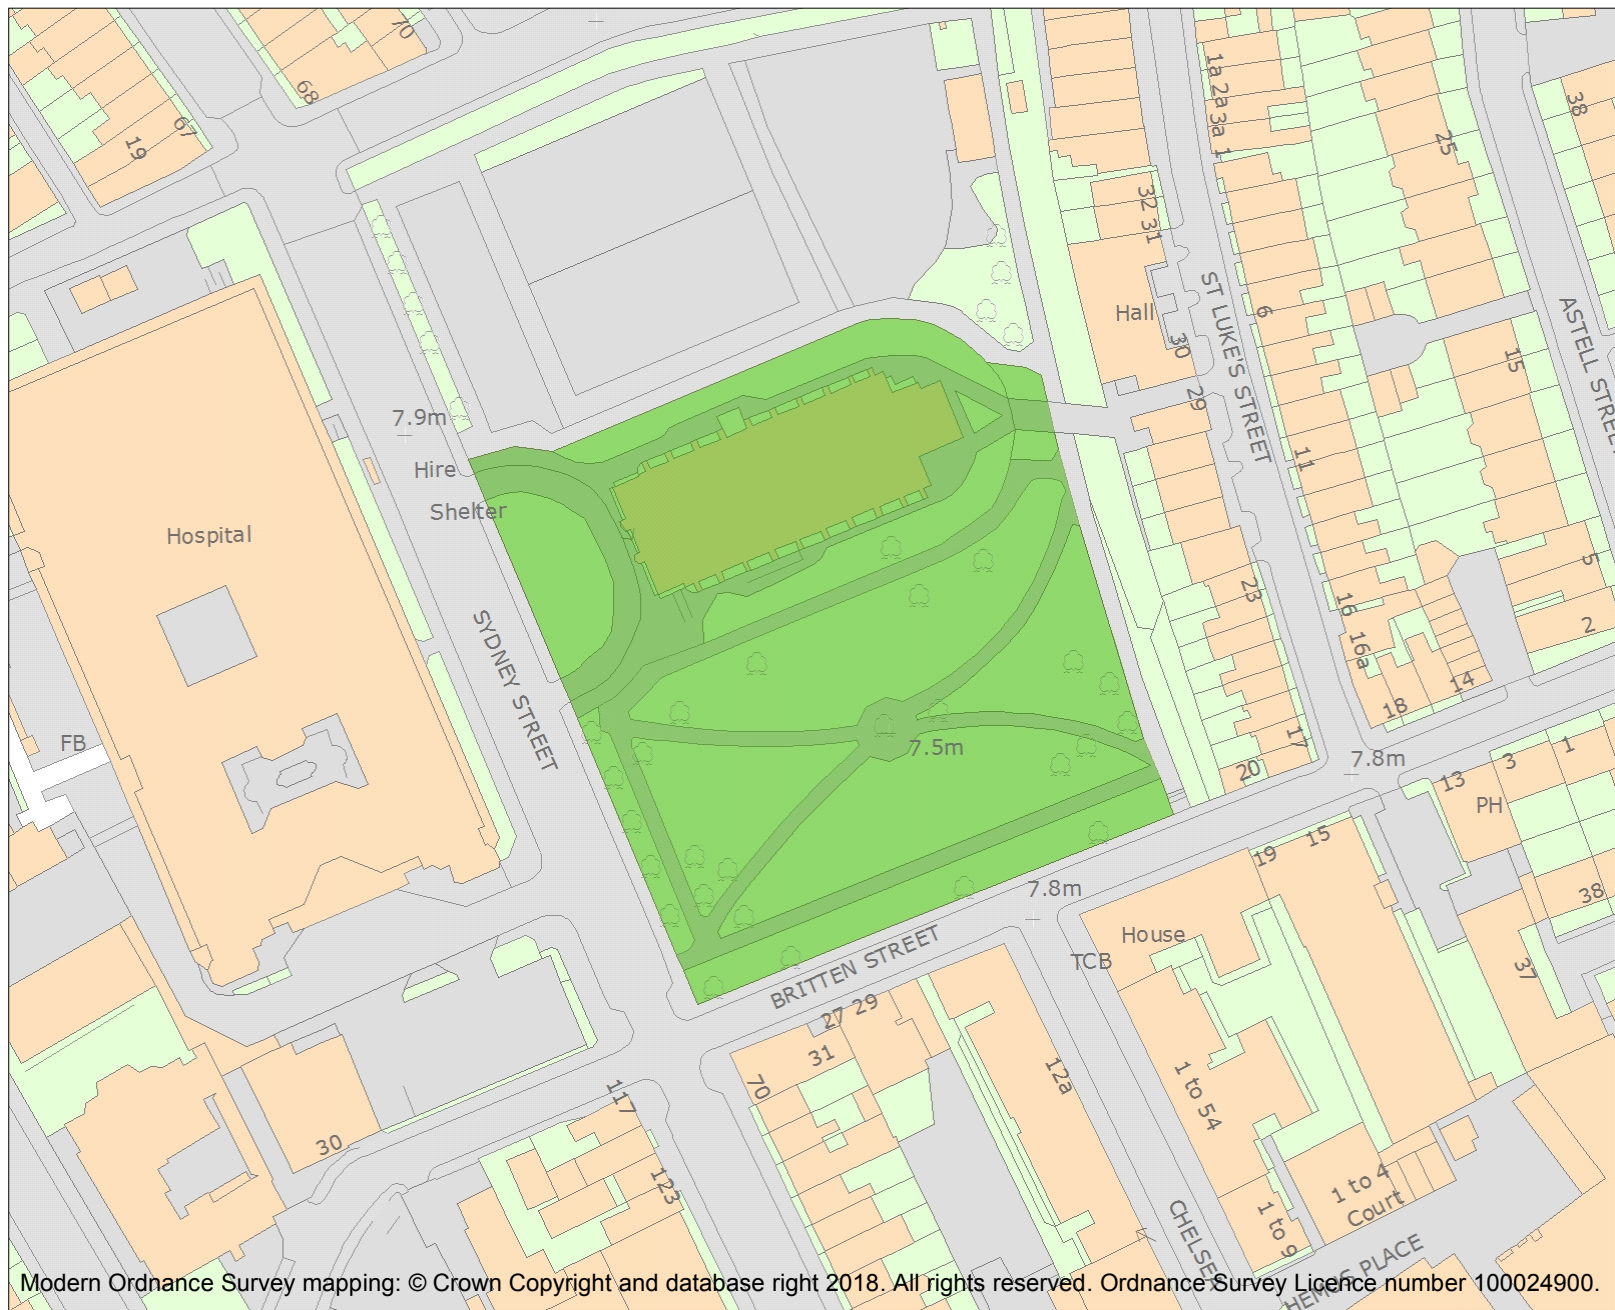 70
68
67
19
1a 2a 3a 1
25
38
32 31
Hall
30
29
ST LUKE'S STREET
6
ASTELL STREET
15
7.9m
Hire
Shelter
Hospital
11
23
16
16a
5
2
14
18
17
20
SYDNEY STREET
FB
7.5m
7.8m
13
3
1
PH
15
19
38
37
7.8m
House
TCB
BRITTEN STREET
27 29
31
70
12a
1 to 54
117
30
123
1 to 4
Court
1 to 9
CHELSEA
HEMUS PLACE
Modern Ordnance Survey mapping: © Crown Copyright and database right 2018. All rights reserved. Ordnance Survey Licence number 100024900.